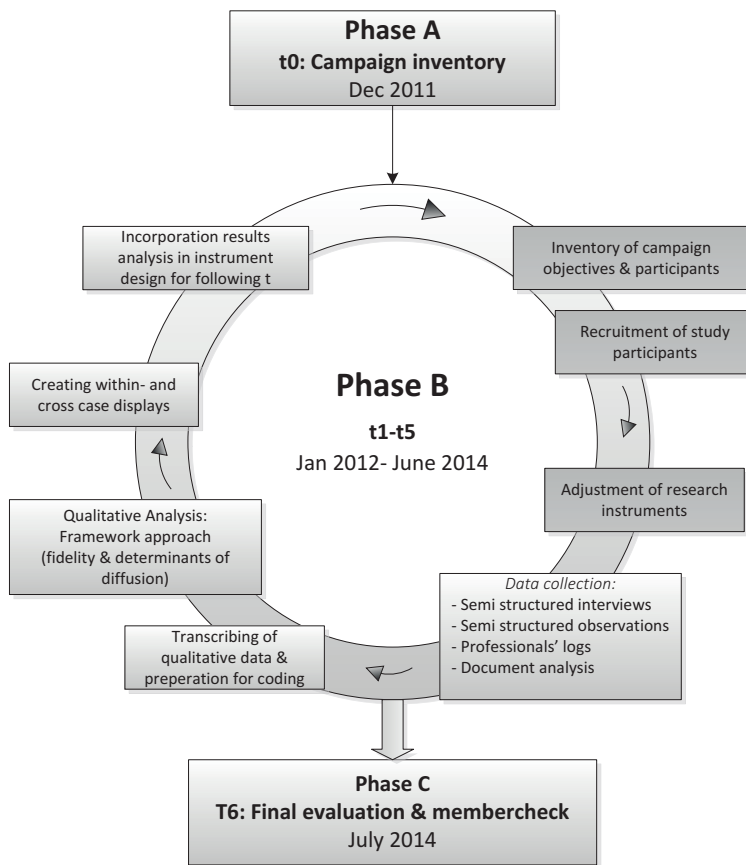 Phase A
t0: Campaign inventory
Dec 2011
Incorporation results
analysis in instrument
design for following t
Inventory of campaign
objectives & participants
Recruitment of study
participants
Creating within- and
cross case displays
Phase B
t1-t5
Jan 2012- June 2014
Adjustment of research
instruments
Qualitative Analysis:
Framework approach
(fidelity & determinants of
diffusion)
Data collection:
- Semi structured interviews
- Semi structured observations
- Professionals’ logs
- Document analysis
Transcribing of
qualitative data &
preparation for coding
Phase C
T6: Final evaluation & membercheck
July 2014